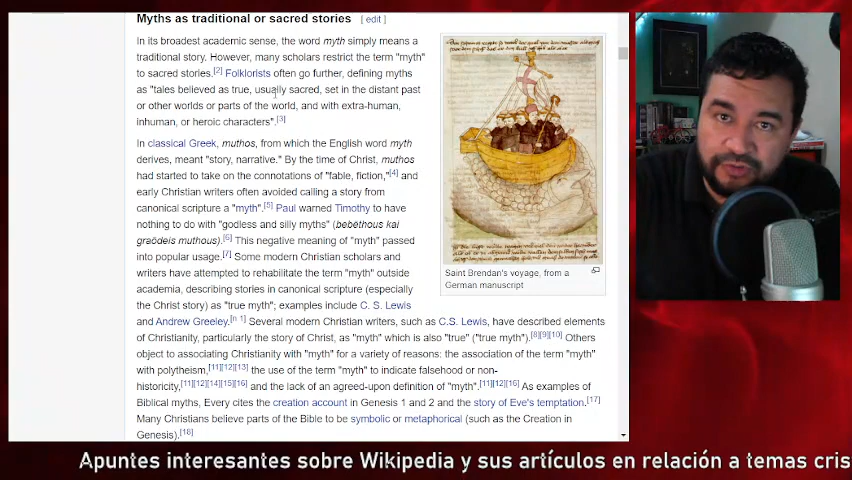 Myths as traditional or sacred stories [ edit ]
In its broadest academic sense, the word myth simply means a
traditional story. However, many scholars restrict the term "myth"
to sacred stories.[2] Folklorists often go further, defining myths
as "tales believed as true, usually sacred, set in the distant past
or other worlds or parts of the world, and with extra-human,
inhuman, or heroic characters".[3]
In classical Greek, muthos, from which the English word myth
derives, meant "story, narrative." By the time of Christ, muthos
had started to take on the connotations of "fable, fiction,"[4] and
early Christian writers often avoided calling a story from
canonical scripture a "myth".[5] Paul warned Timothy to have
nothing to do with "godless and silly myths" (bebēthous kai
graōdeis muthous).[6] This negative meaning of "myth" passed
into popular usage.[7] Some modern Christian scholars and
writers have attempted to rehabilitate the term "myth" outside
academia, describing stories in canonical scripture (especially
the Christ story) as "true myth"; examples include C. S. Lewis
and Andrew Greeley.[n 1] Several modern Christian writers, such as C.S. Lewis, have described elements
of Christianity, particularly the story of Christ, as "myth" which is also "true" ("true myth").[8][9][10] Others
object to associating Christianity with "myth" for a variety of reasons: the association of the term "myth"
with polytheism,[11][12][13] the use of the term "myth" to indicate falsehood or non-
historicity,[11][12][14][15][16] and the lack of an agreed-upon definition of "myth".[11][12][16] As examples of
Biblical myths, Every cites the creation account in Genesis 1 and 2 and the story of Eve's temptation.[17]
Many Christians believe parts of the Bible to be symbolic or metaphorical (such as the Creation in
Genesis).[18]
Saint Brendan's voyage, from a
German manuscript
Apuntes interesantes sobre Wikipedia y sus artículos en relación a temas cris